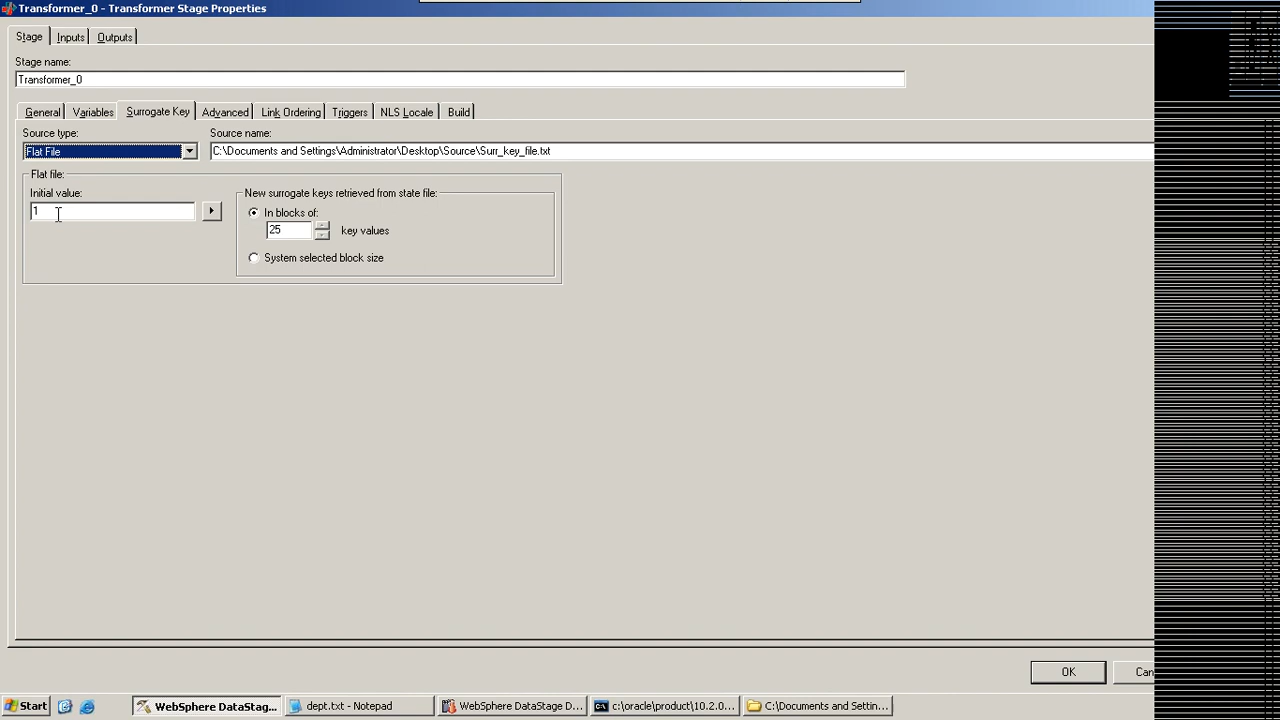 Transformer_0 - Transformer Stage Properties
Stage Inputs Outputs
Stage name:
Transformer_0
General Variables Surrogate Key Advanced Link Ordering Triggers NLS Locale Build
Source type: Source name:
Flat File C:\Documents and Settings\Administrator\Desktop\Source\Surr_key_file.txt
Flat file:
Initial value: New surrogate keys retrieved from state file:
1 In blocks of:
25 key values
System selected block size
OK Canc
Start WebSphere DataStag... dept.txt - Notepad WebSphere DataStage D... c:\oracle\product\10.2.0... C:\Documents and Settin...